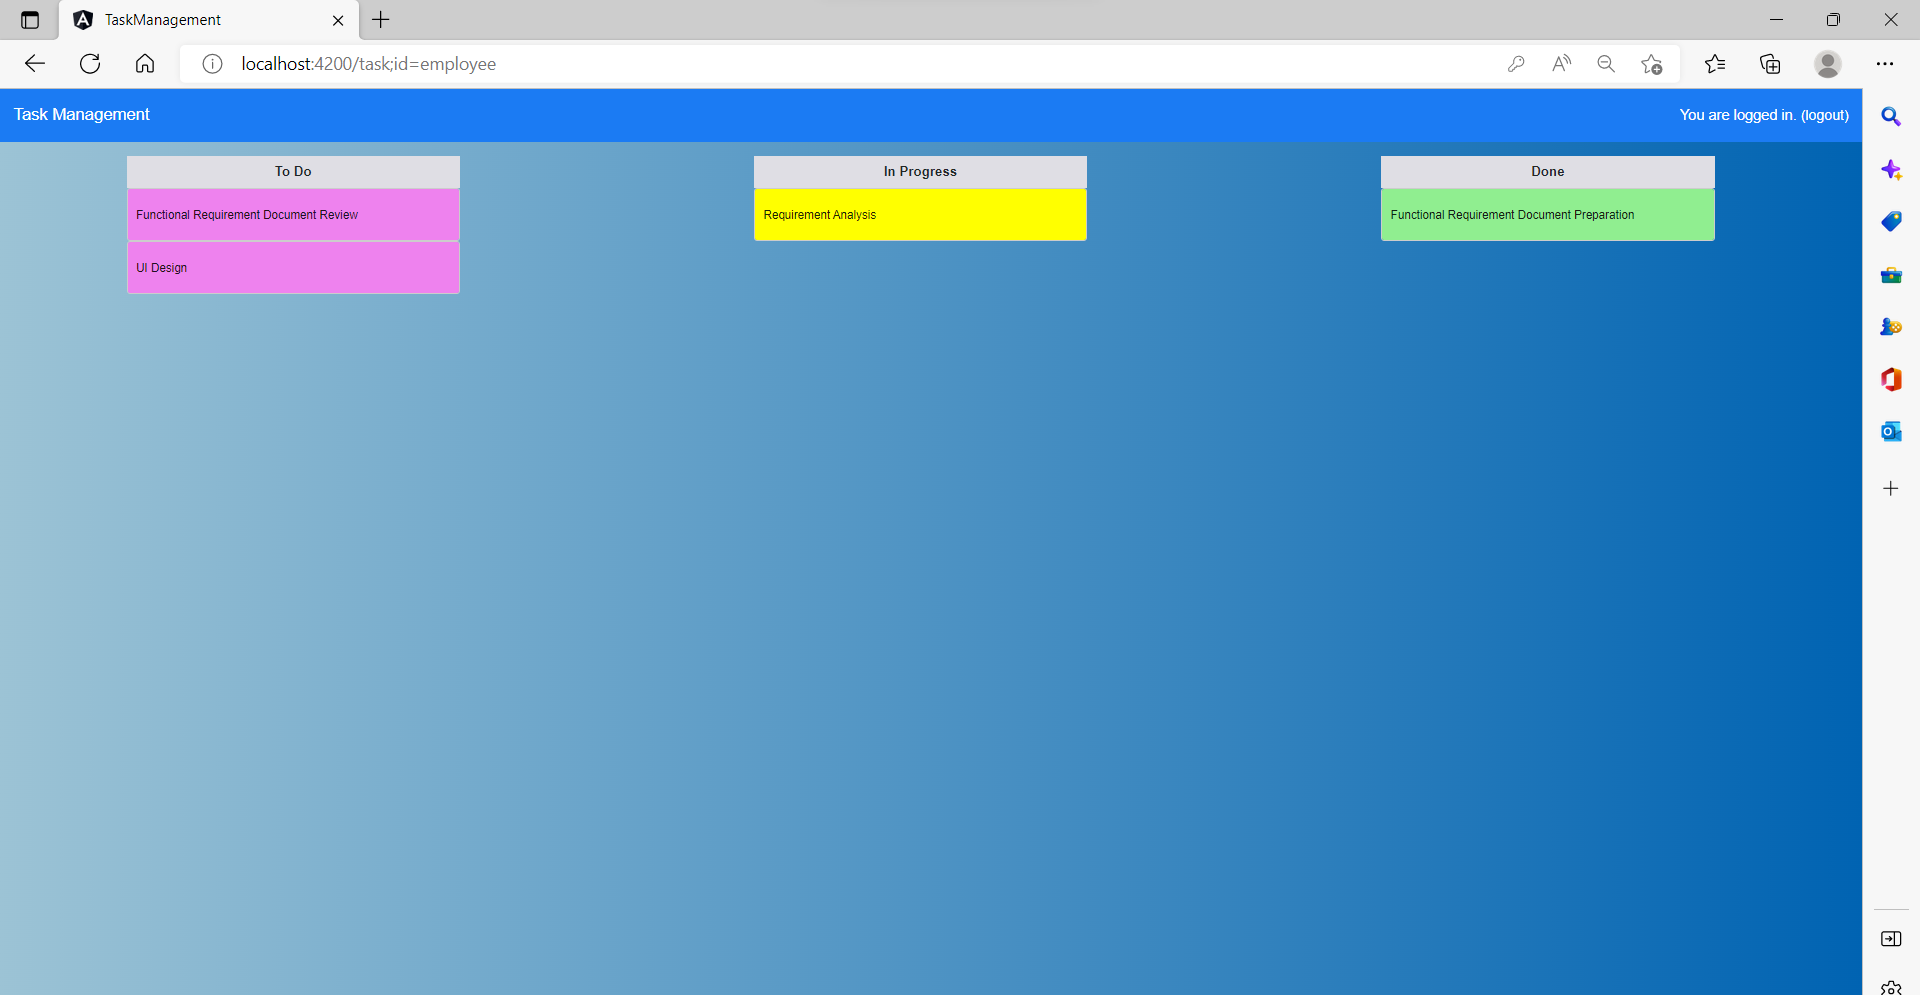 TaskManagement
localhost:4200/task;id=employee
Task Management
You are logged in. (logout)
To Do
Functional Requirement Document Review
UI Design
In Progress
Requirement Analysis
Done
Functional Requirement Document Preparation